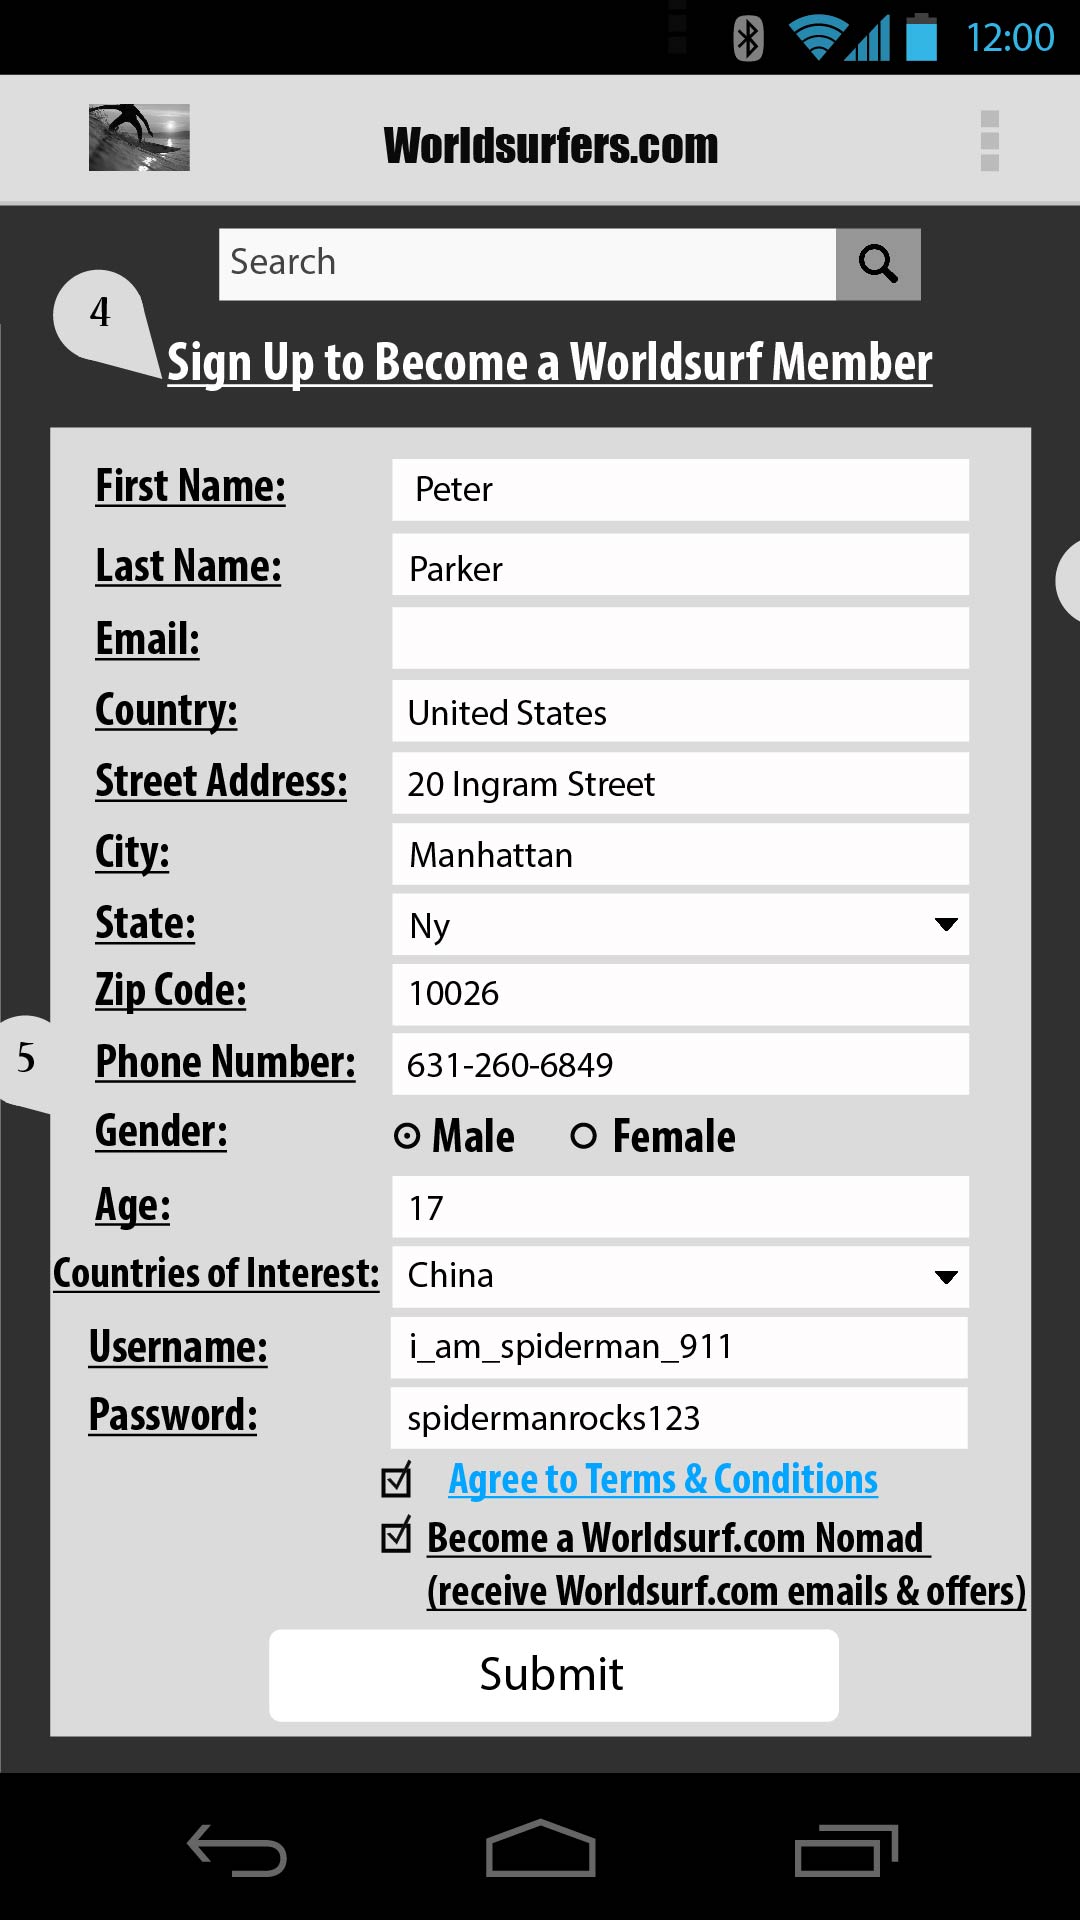 12:00
Worldsurfers.com
Search
4
Sign Up to Become a Worldsurf Member
First Name: Peter
Last Name: Parker
Email:
Country: United States
Street Address: 20 Ingram Street
City: Manhattan
State: Ny
Zip Code: 10026
5
Phone Number: 631-260-6849
Gender: Male Female
Age: 17
Countries of Interest: China
Username: i_am_spiderman_911
Password: spidermanrocks123
Agree to Terms & Conditions
Become a Worldsurf.com Nomad
(receive Worldsurf.com emails & offers)
Submit